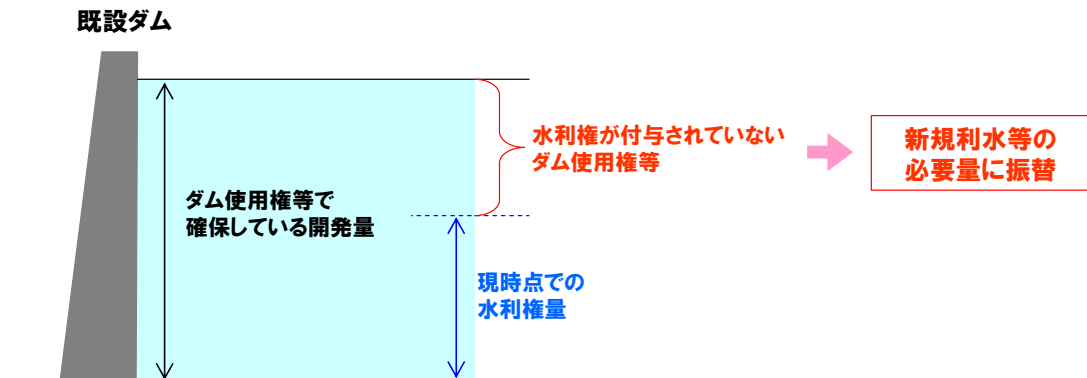 既設ダム
水利権が付与されていない
ダム使用権等
新規利水等の
必要量に振替
ダム使用権等で
確保している開発量
現時点での
水利権量